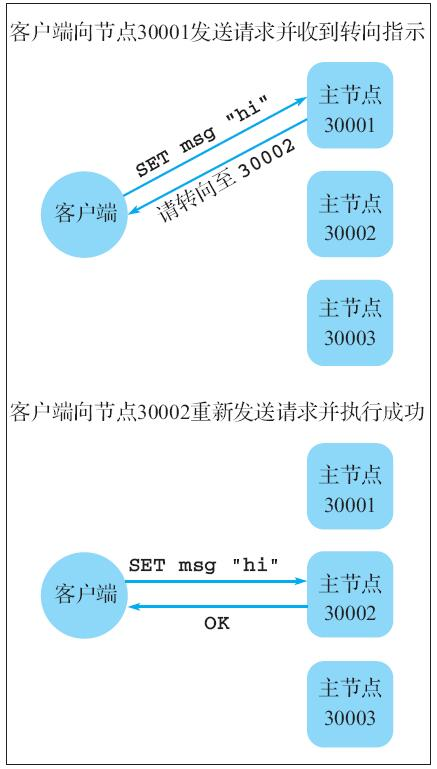 客户端向节点30001发送请求并收到转向指示
主节点
30001
SET msg "hi"
请转向至 30002
客户端
主节点
30002
主节点
30003
客户端向节点30002重新发送请求并执行成功
主节点
30001
SET msg "hi"
客户端
主节点
30002
OK
主节点
30003